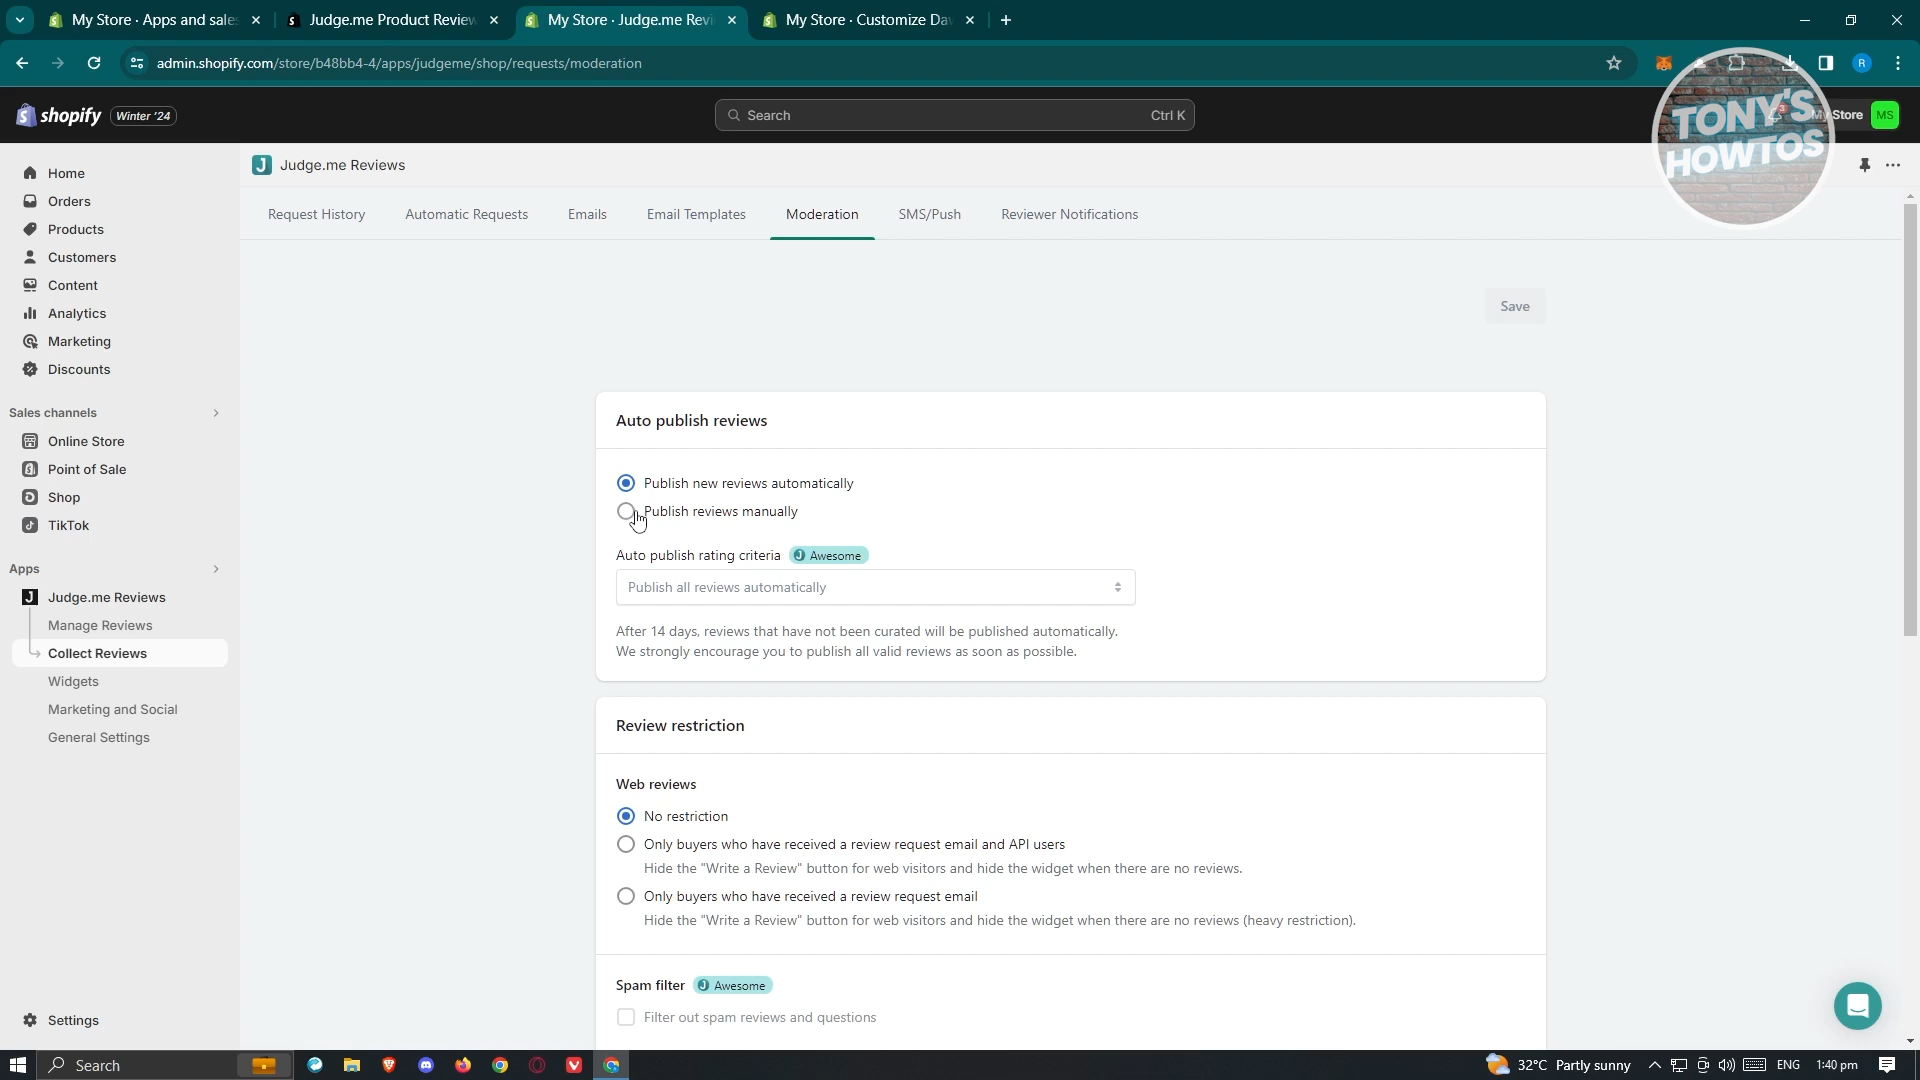 My Store · Apps and sales
Judge.me Product Review
My Store · Judge.me Revi
My Store · Customize Da
admin.shopify.com/store/b48bb4-4/apps/judgeme/shop/requests/moderation
R
shopify
Winter '24
Search
Ctrl K
3
My Store
MS
TONY'S
HOWTOS
Home
Orders
Products
Customers
Content
Analytics
Marketing
Discounts
Sales channels
Online Store
Point of Sale
Shop
TikTok
Apps
J Judge.me Reviews
Manage Reviews
Collect Reviews
Widgets
Marketing and Social
General Settings
Settings
J Judge.me Reviews
Request History
Automatic Requests
Emails
Email Templates
Moderation
SMS/Push
Reviewer Notifications
Save
Auto publish reviews
Publish new reviews automatically
Publish reviews manually
Auto publish rating criteria J Awesome
Publish all reviews automatically
After 14 days, reviews that have not been curated will be published automatically.
We strongly encourage you to publish all valid reviews as soon as possible.
Review restriction
Web reviews
No restriction
Only buyers who have received a review request email and API users
Hide the "Write a Review" button for web visitors and hide the widget when there are no reviews.
Only buyers who have received a review request email
Hide the "Write a Review" button for web visitors and hide the widget when there are no reviews (heavy restriction).
Spam filter J Awesome
Filter out spam reviews and questions
Search
32°C Partly sunny
ENG
1:40 pm